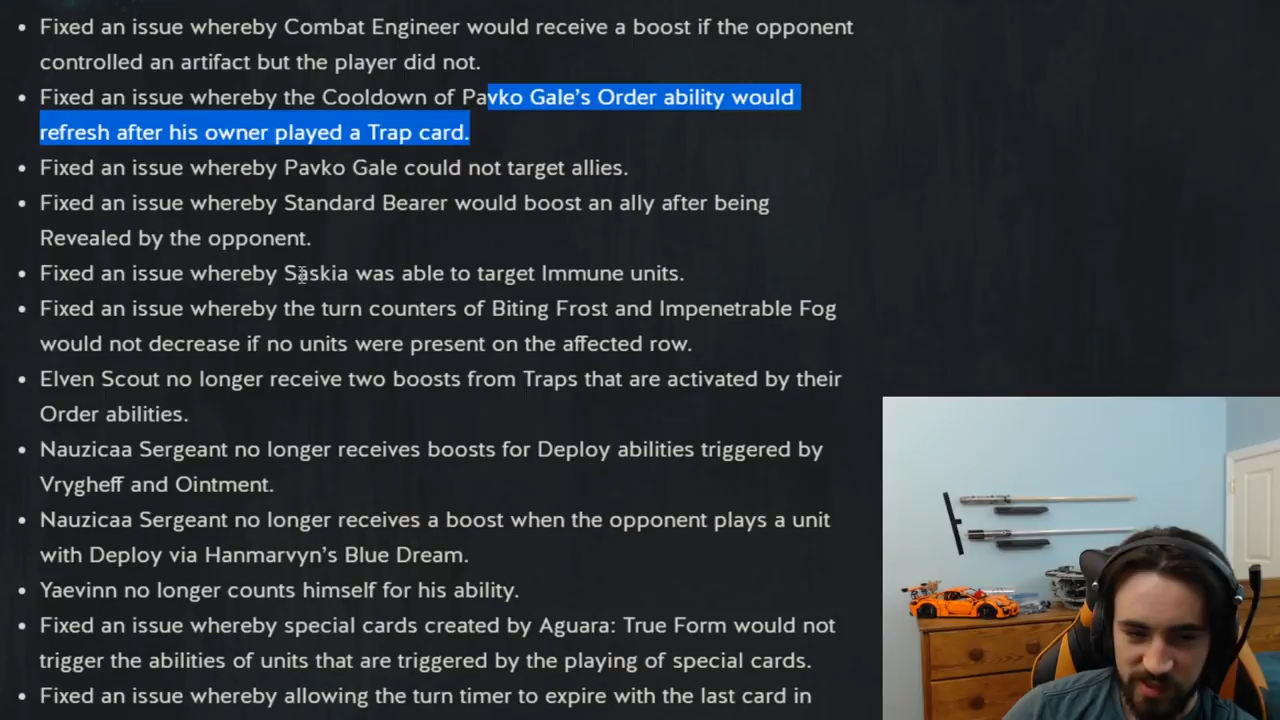 Fixed an issue whereby Combat Engineer would receive a boost if the opponent
controlled an artifact but the player did not.
Fixed an issue whereby the Cooldown of Pavko Gale's Order ability would
refresh after his owner played a Trap card.
Fixed an issue whereby Pavko Gale could not target allies.
Fixed an issue whereby Standard Bearer would boost an ally after being
Revealed by the opponent.
Fixed an issue whereby Saskia was able to target Immune units.
Fixed an issue whereby the turn counters of Biting Frost and Impenetrable Fog
would not decrease if no units were present on the affected row.
Elven Scout no longer receive two boosts from Traps that are activated by their
Order abilities.
Nauzicaa Sergeant no longer receives boosts for Deploy abilities triggered by
Vrygheff and Ointment.
Nauzicaa Sergeant no longer receives a boost when the opponent plays a unit
with Deploy via Hanmarvyn's Blue Dream.
Yaevinn no longer counts himself for his ability.
Fixed an issue whereby special cards created by Aguara: True Form would not
trigger the abilities of units that are triggered by the playing of special cards.
Fixed an issue whereby allowing the turn timer to expire with the last card in